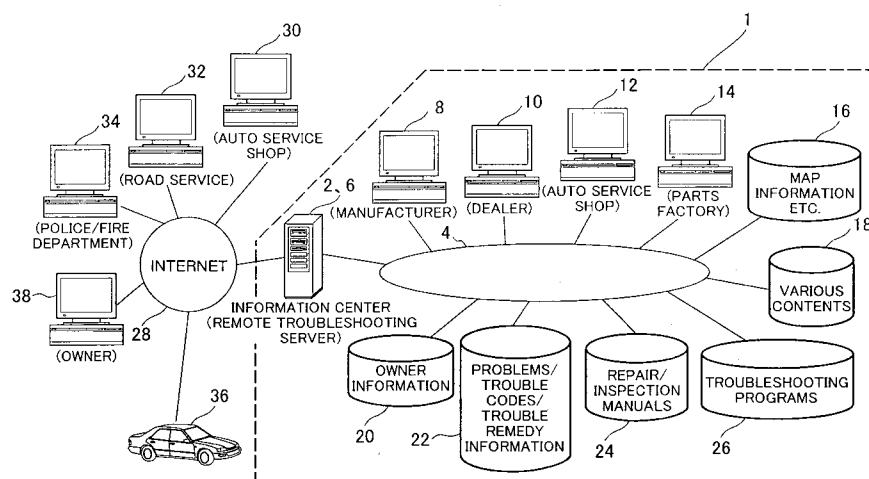 30
1
32
12
10
14
34
8
16
(AUTO SERVICE
SHOP)
MAP
INFORMATION
ETC.
(ROAD SERVICE)
2、6
(MANUFACTURER)
(DEALER)
(AUTO SERVICE
SHOP)
(PARTS
FACTORY)
(POLICE/FIRE
DEPARTMENT)
4
18
INTERNET
VARIOUS
CONTENTS
38
28
(OWNER)
INFORMATION CENTER
(REMOTE TROUBLESHOOTING
SERVER)
OWNER
INFORMATION
20
PROBLEMS/
TROUBLE
CODES/
TROUBLE
REMEDY
INFORMATION
22
REPAIR/
INSPECTION
MANUALS
24
TROUBLESHOOTING
PROGRAMS
26
36